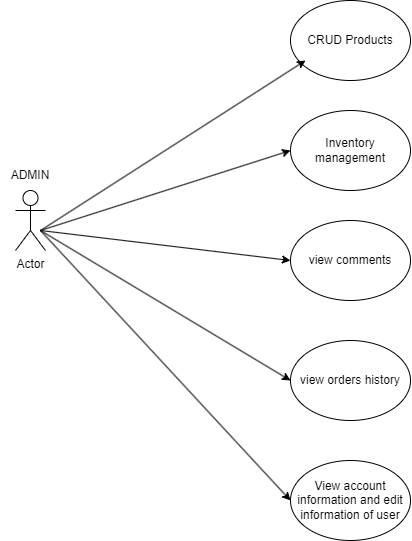 CRUD Products
Inventory
management
ADMIN
Actor
view comments
view orders history
View account
information and edit
information of user